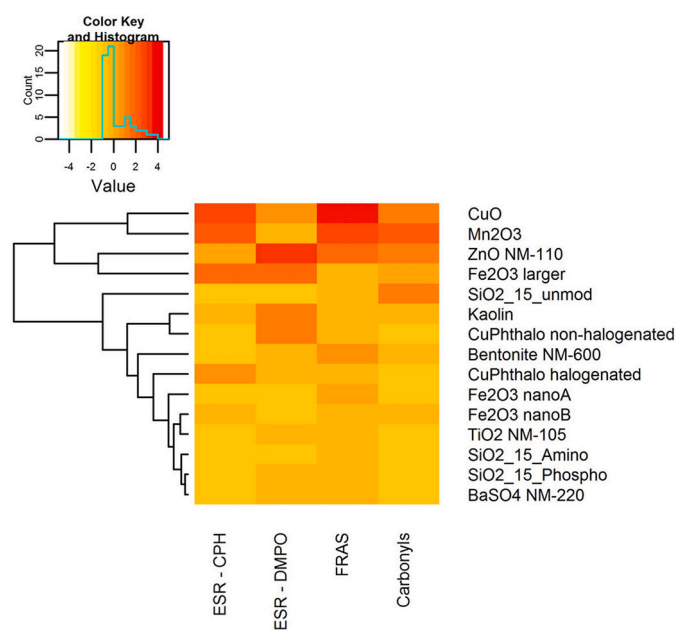 Color Key
and Histogram
Count
0 5 10 15 20
-4 -2 0 2 4
Value
CuO
Mn2O3
ZnO NM-110
Fe2O3 larger
SiO2_15_unmod
Kaolin
CuPhthalo non-halogenated
Bentonite NM-600
CuPhthalo halogenated
Fe2O3 nanoA
Fe2O3 nanoB
TiO2 NM-105
SiO2_15_Amino
SiO2_15_Phospho
BaSO4 NM-220
ESR - CPH
ESR - DMPO
FRAS
Carbonyls